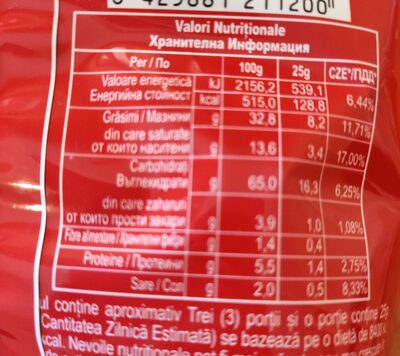 Valori Nutriționale
Хранителна Информация
Per / По 100g 25g CZE*/ПДП*
Valoare energetică kJ 2156,2 539,1
Енергийна стойност kcal 515,0 128,8 6,44%
Grăsimi / Мазнини g 32,8 8,2 11,71%
din care saturate
от които наситени g 13,6 3,4 17,00%
Carbohidrați
Въглехидрати g 65,0 16,3 6,25%
din care zaharuri
от които прости захари g 3,9 1,0 1,08%
Fibre alimentare / Хранителни фибри g 1,4 0,4
Proteine / Протеини g 5,5 1,4 2,75%
Sare / Сол g 2,0 0,5 8,33%
ul conține aproximativ Trei (3) porții și o porție conține 25g
Cantitatea Zilnică Estimată) se bazează pe o dietă de 8400
cal. Nevoile nutriționale pot fi